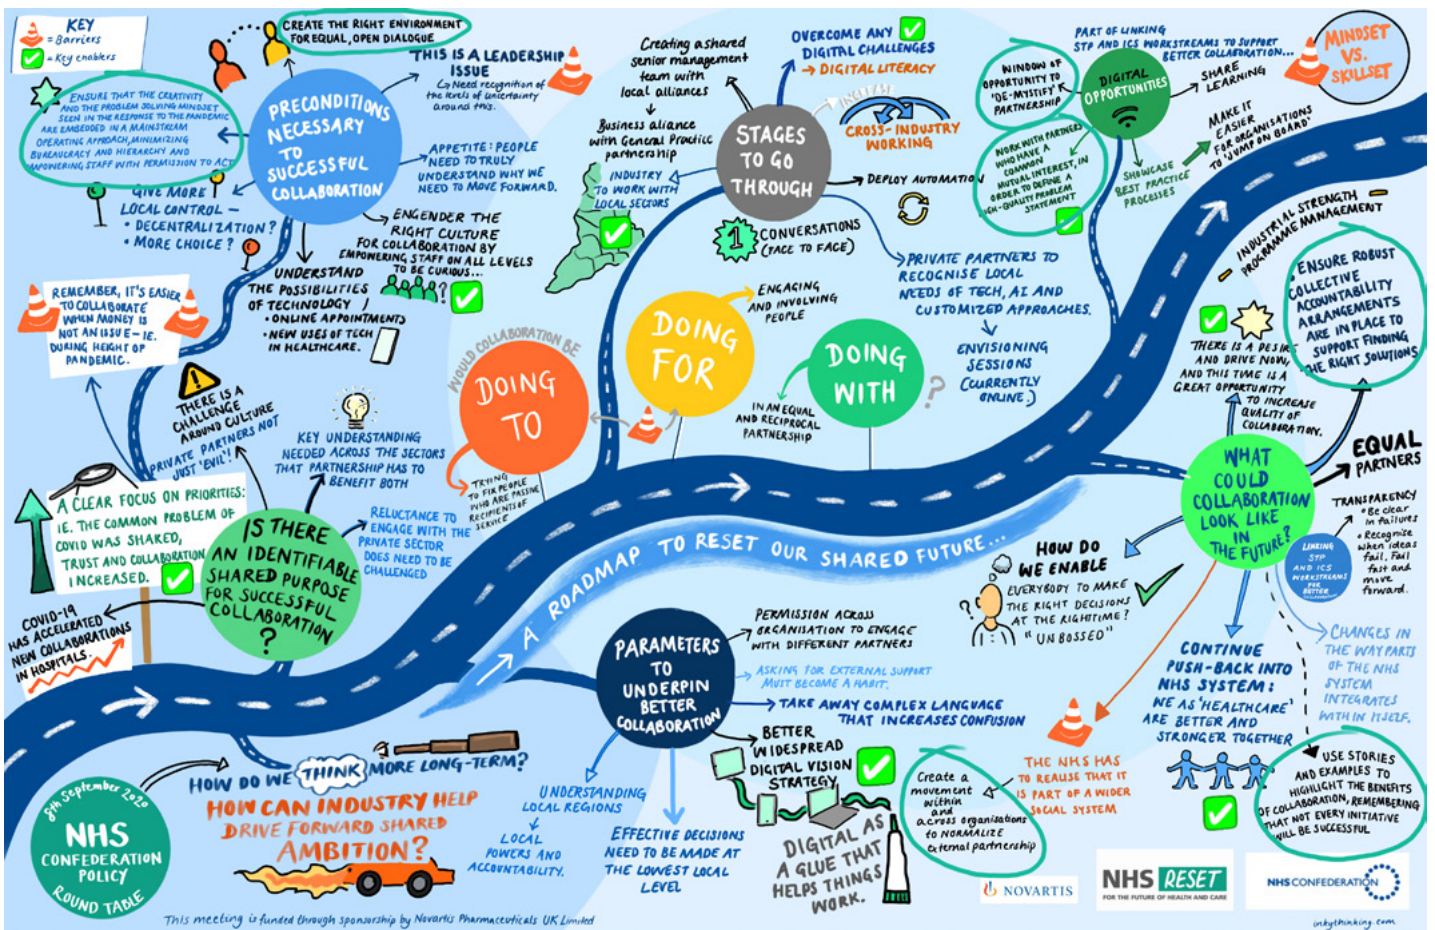 KEY
= Barriers
= Key enablers
CREATE THE RIGHT ENVIRONMENT
FOR EQUAL, OPEN DIALOGUE
THIS IS A LEADERSHIP
ISSUE
Need recognition of
the levels of uncertainty
around this.
ENSURE THAT THE CREATIVITY
AND THE PROBLEM SOLVING MINDSET
SEEN IN THE RESPONSE TO THE PANDEMIC
ARE EMBEDDED IN A MAINSTREAM
OPERATING APPROACH, MINIMIZING
BUREAUCRACY AND HIERARCHY AND
EMPOWERING STAFF WITH PERMISSION TO ACT
PRECONDITIONS
NECESSARY
TO
SUCCESSFUL
COLLABORATION
APPETITE: PEOPLE
NEED TO TRULY
UNDERSTAND WHY WE
NEED TO MOVE FORWARD.
GIVE MORE
LOCAL CONTROL –
• DECENTRALIZATION?
• MORE CHOICE?
ENGENDER THE
RIGHT CULTURE
FOR COLLABORATION BY
EMPOWERING STAFF ON ALL LEVELS
TO BE CURIOUS...
?
UNDERSTAND
THE POSSIBILITIES
OF TECHNOLOGY
• ONLINE APPOINTMENTS
• NEW USES OF TECH
IN HEALTHCARE.
REMEMBER, IT'S EASIER
TO COLLABORATE
WHEN MONEY IS
NOT AN ISSUE – IE.
DURING HEIGHT OF
PANDEMIC.
Creating a shared
senior management
team with
local alliances
Business aliance
with General Practice
partnership
INDUSTRY
TO WORK WITH
LOCAL SECTORS
OVERCOME ANY
DIGITAL CHALLENGES
→ DIGITAL LITERACY
INCREASE
CROSS-INDUSTRY
WORKING
STAGES
TO GO
THROUGH
DEPLOY AUTOMATION
1
CONVERSATIONS
(FACE TO FACE)
PRIVATE PARTNERS TO
RECOGNISE LOCAL
NEEDS OF TECH, AI AND
CUSTOMIZED APPROACHES.
ENVISIONING
SESSIONS
(CURRENTLY
ONLINE.)
PART OF LINKING
STP AND ICS WORKSTREAMS TO SUPPORT
BETTER COLLABORATION...
WINDOW OF
OPPORTUNITY TO
'DE-MYSTIFY'
PARTNERSHIP
DIGITAL
OPPORTUNITIES
SHARE
LEARNING
MAKE IT
EASIER
FOR ORGANISATIONS
TO 'JUMP ON BOARD'
WORK WITH PARTNERS
WHO HAVE A
COMMON
MUTUAL INTEREST, IN
ORDER TO DEFINE A
HIGH-QUALITY PROBLEM
STATEMENT
SHOWCASE
BEST PRACTICE
PROCESSES
MINDSET
VS.
SKILLSET
INDUSTRIAL STRENGTH
PROGRAMME MANAGEMENT
• ENSURE ROBUST
COLLECTIVE
ACCOUNTABILITY
ARRANGEMENTS
ARE IN PLACE TO
SUPPORT FINDING
THE RIGHT SOLUTIONS
THERE IS A DESIRE
AND DRIVE NOW,
AND THIS TIME IS A
GREAT OPPORTUNITY
TO INCREASE
QUALITY OF
COLLABORATION.
WOULD COLLABORATION BE
DOING
TO
TRYING
TO FIX PEOPLE
WHO ARE PASSIVE
RECIPIENTS OF
SERVICE
DOING
FOR
ENGAGING
AND INVOLVING
PEOPLE
DOING
WITH
?
IN AN EQUAL
AND RECIPROCAL
PARTNERSHIP
THERE IS A
CHALLENGE
AROUND CULTURE
PRIVATE PARTNERS NOT
JUST 'EVIL'!
KEY UNDERSTANDING
NEEDED ACROSS THE SECTORS
THAT PARTNERSHIP HAS TO
BENEFIT BOTH
A CLEAR FOCUS ON PRIORITIES:
IE. THE COMMON PROBLEM OF
COVID WAS SHARED,
TRUST AND COLLABORATION
INCREASED.
IS THERE
AN IDENTIFIABLE
SHARED PURPOSE
FOR SUCCESSFUL
COLLABORATION
?
RELUCTANCE TO
ENGAGE WITH THE
PRIVATE SECTOR
DOES NEED TO BE
CHALLENGED
COVID-19
HAS ACCELERATED
NEW COLLABORATIONS
IN HOSPITALS.
A ROADMAP TO RESET OUR SHARED FUTURE...
WHAT
COULD
COLLABORATION
LOOK LIKE
IN
THE FUTURE?
EQUAL
PARTNERS
TRANSPARENCY
• Be clear
in failures
• Recognise
when ideas
fail. Fail
fast and
move
forward.
LINKING
STP
AND ICS
WORKSTREAMS
FOR
BETTER
HOW DO
WE ENABLE
EVERYBODY TO MAKE
THE RIGHT DECISIONS
AT THE RIGHT TIME?
"UNBOSSED"
?
CONTINUE
PUSH-BACK INTO
NHS SYSTEM:
WE AS 'HEALTHCARE'
ARE BETTER AND
STRONGER TOGETHER
CHANGES IN
THE WAY PARTS
OF THE NHS
SYSTEM
INTEGRATES
WITHIN ITSELF.
PARAMETERS
TO
UNDERPIN
BETTER
COLLABORATION
PERMISSION ACROSS
ORGANISATION TO ENGAGE
WITH DIFFERENT PARTNERS
ASKING FOR EXTERNAL SUPPORT
MUST BECOME A HABIT.
TAKE AWAY COMPLEX LANGUAGE
THAT INCREASES CONFUSION
BETTER
WIDESPREAD
DIGITAL VISION
STRATEGY
UNDERSTANDING
LOCAL REGIONS
LOCAL
POWERS AND
ACCOUNTABILITY.
EFFECTIVE DECISIONS
NEED TO BE MADE AT
THE LOWEST LOCAL
LEVEL
DIGITAL AS
A GLUE THAT
HELPS THINGS
WORK.
Create a
movement
within
and
across organisations
to NORMALIZE
external partnership
THE NHS HAS
TO REALISE THAT IT
IS PART OF A WIDER
SOCIAL SYSTEM
USE STORIES
AND EXAMPLES TO
HIGHLIGHT THE BENEFITS
OF COLLABORATION, REMEMBERING
THAT NOT EVERY INITIATIVE
WILL BE SUCCESSFUL
8th September 2020
NHS
CONFEDERATION
POLICY
ROUND TABLE
HOW DO WE THINK MORE LONG-TERM?
HOW CAN INDUSTRY HELP
DRIVE FORWARD SHARED
AMBITION?
This meeting is funded through sponsorship by Novartis Pharmaceuticals UK Limited
NOVARTIS
NHS RESET
FOR THE FUTURE OF HEALTH AND CARE
NHS CONFEDERATION
inkythinking.com